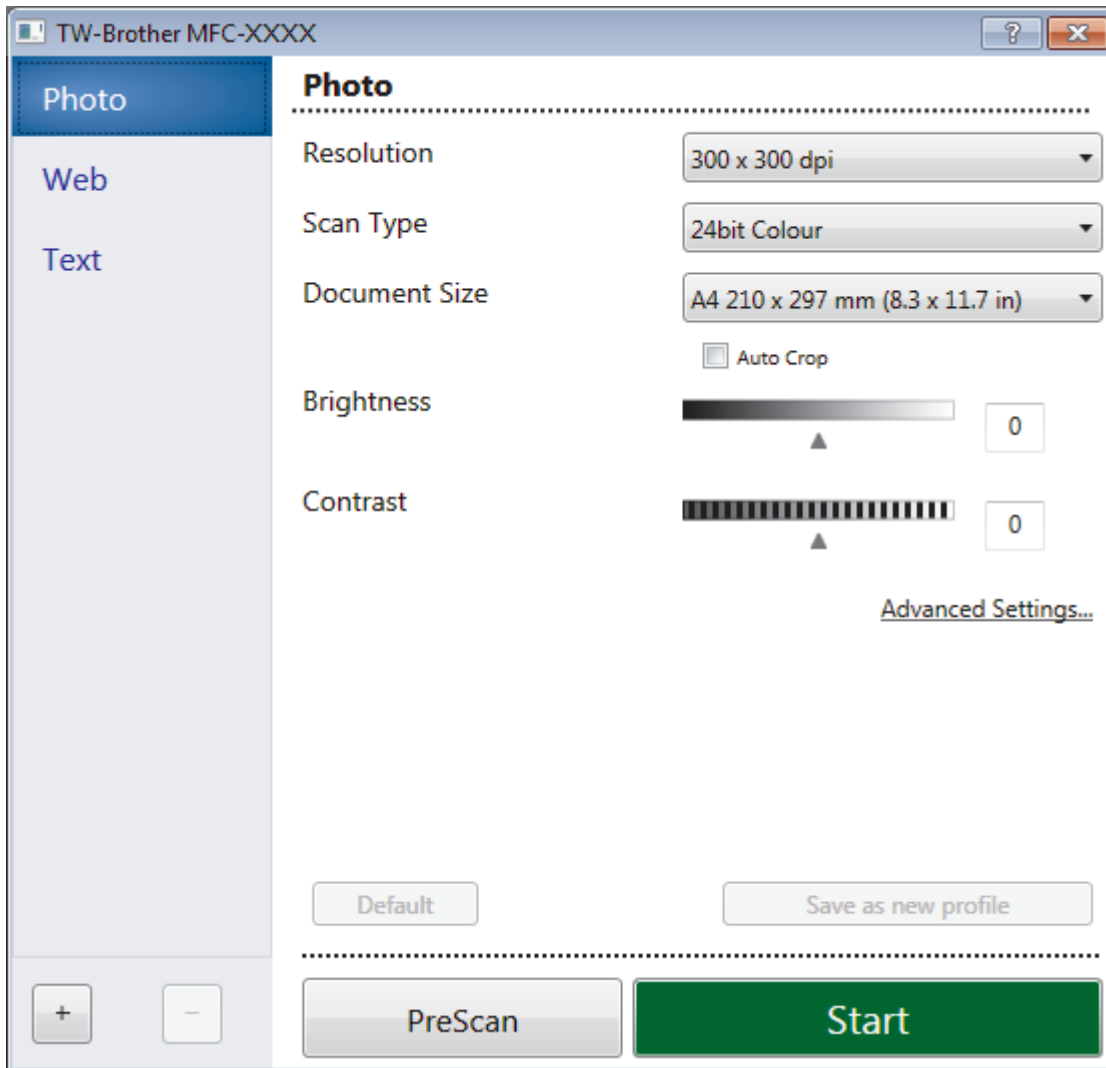 TW-Brother MFC-XXXX
?
Photo
Web
Text
Photo
Resolution
300 x 300 dpi
Scan Type
24bit Colour
Document Size
A4 210 x 297 mm (8.3 x 11.7 in)
Auto Crop
Brightness
0
Contrast
0
Advanced Settings...
Default
Save as new profile
+
−
PreScan
Start